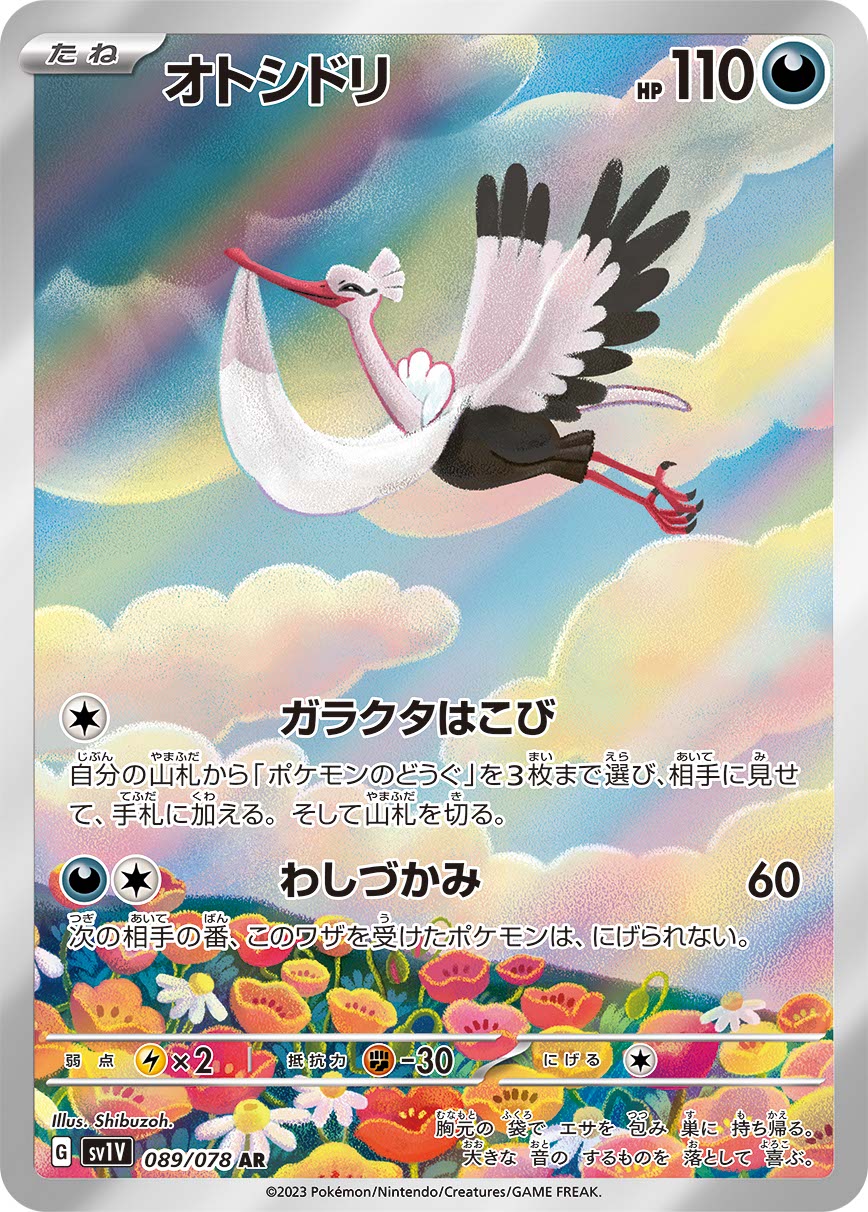 たね オトシドリ HP110
ガラクタはこび
自分の山札から「ポケモンのどうぐ」を3枚まで選び、相手に見せ
て、手札に加える。そして山札を切る。
わしづかみ 60
次の相手の番、このワザを受けたポケモンは、にげられない。
弱点 ×2 抵抗力 -30 にげる
Illus. Shibuzoh.
胸元の 袋で エサを 包み 巣に 持ち帰る。
大きな 音の するものを 落として 喜ぶ。
G sv1V 089/078 AR
©2023 Pokémon/Nintendo/Creatures/GAME FREAK.